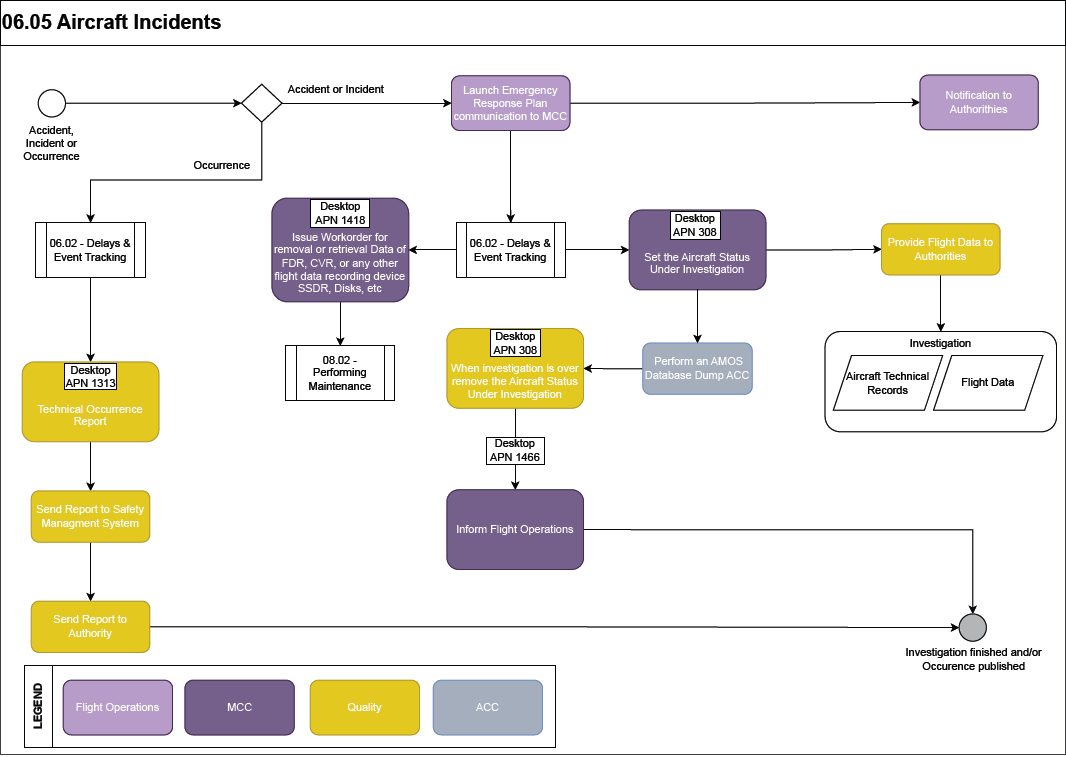 06.05 Aircraft Incidents
Accident,
Incident or
Occurrence
Accident or Incident
Occurrence
Launch Emergency
Response Plan
communication to MCC
Notification to
Authorithies
06.02 - Delays &
Event Tracking
Desktop
APN 1418
Issue Workorder for
removal or retrieval Data of
FDR, CVR, or any other
flight data recording device
SSDR, Disks, etc
06.02 - Delays &
Event Tracking
Desktop
APN 308
Set the Aircraft Status
Under Investigation
Provide Flight Data to
Authorities
08.02 -
Performing
Maintenance
Desktop
APN 308
When investigation is over
remove the Aircraft Status
Under Investigation
Perform an AMOS
Database Dump ACC
Investigation
Aircraft Technical
Records
Flight Data
Desktop
APN 1313
Technical Occurrence
Report
Desktop
APN 1466
Send Report to Safety
Managment System
Inform Flight Operations
Send Report to
Authority
Investigation finished and/or
Occurence published
LEGEND
Flight Operations
MCC
Quality
ACC